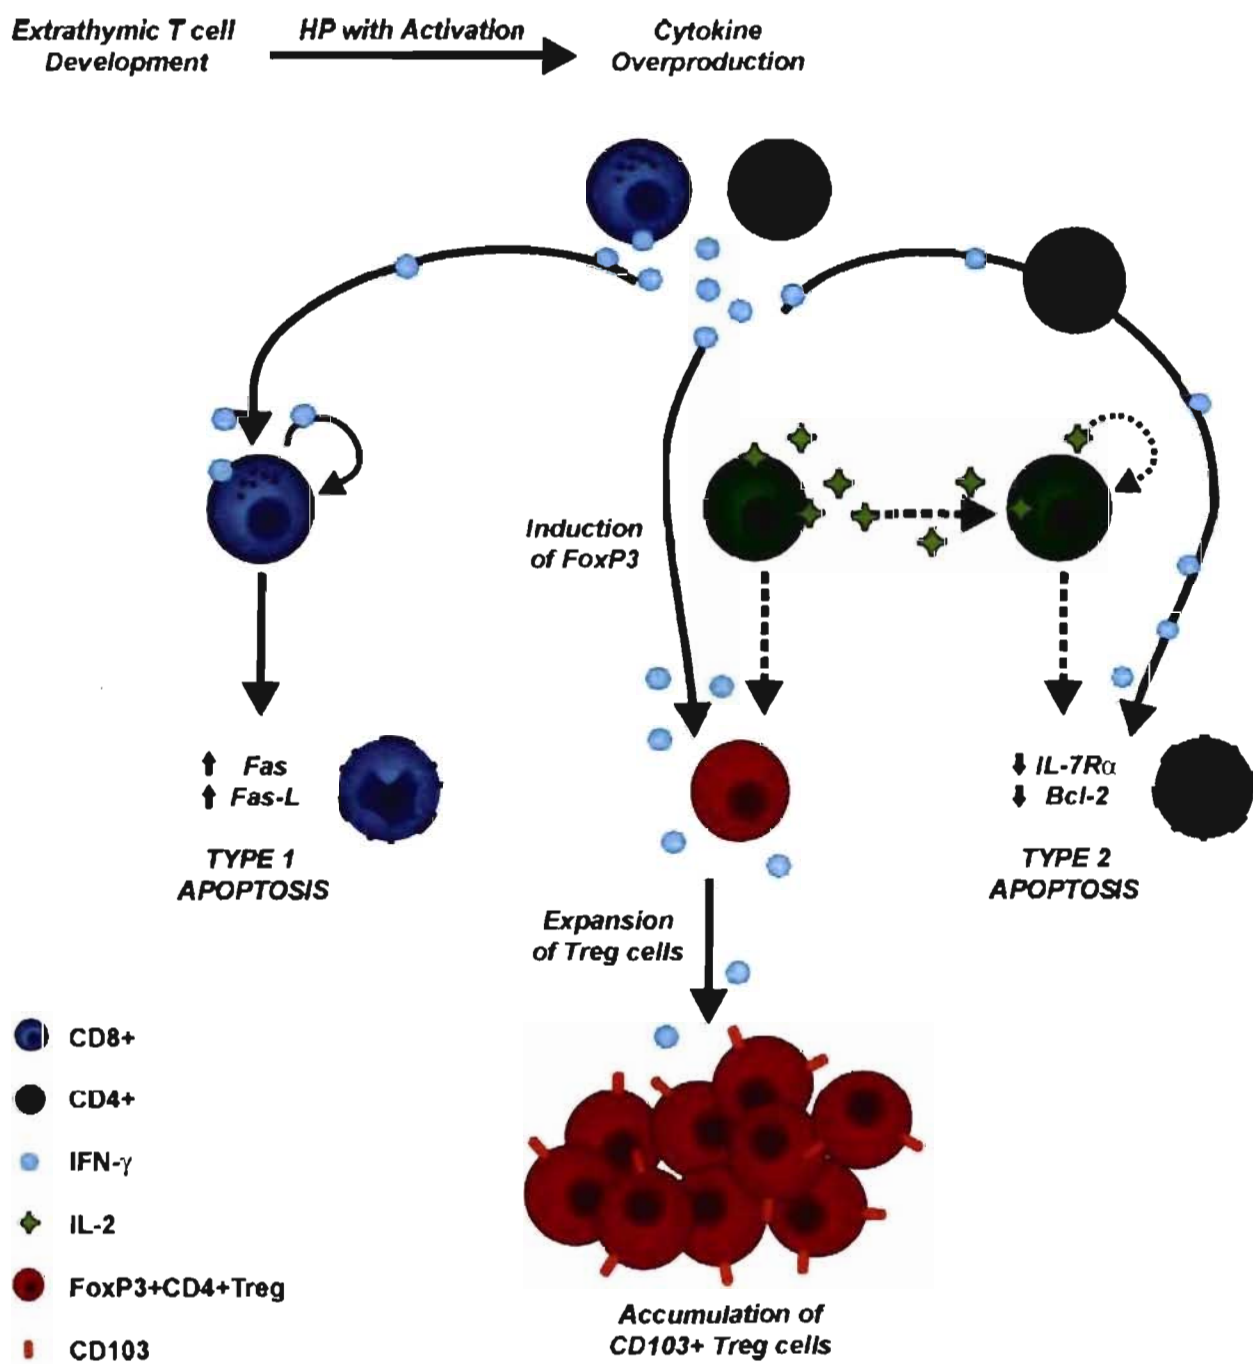 Extrathymic T cell
Development
HP with Activation
Cytokine
Overproduction
Induction
of FoxP3
Fas
Fas-L
TYPE 1
APOPTOSIS
IL-7Rα
Bcl-2
TYPE 2
APOPTOSIS
Expansion
of Treg cells
CD8+
CD4+
IFN-γ
IL-2
FoxP3+CD4+Treg
CD103
Accumulation of
CD103+ Treg cells